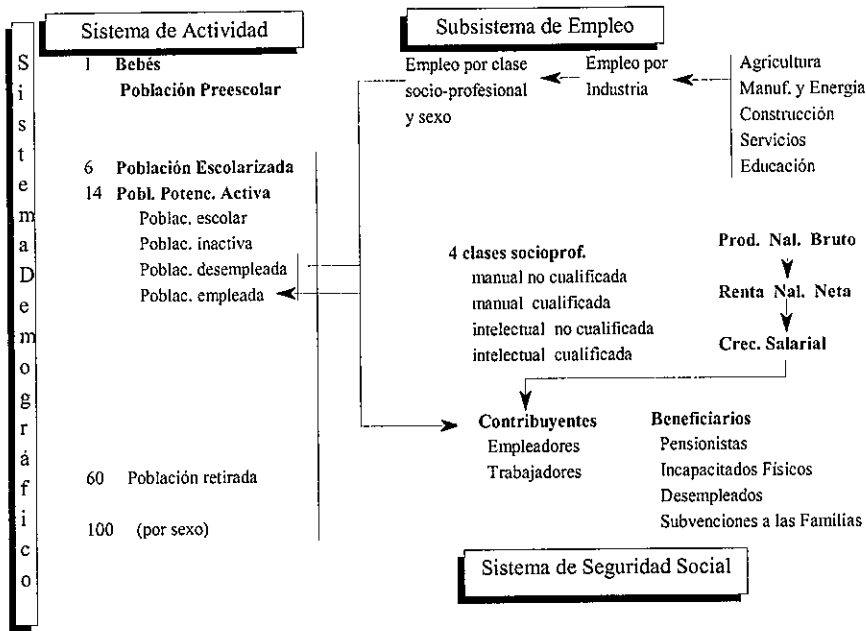 Sistema Demográfico
Sistema de Actividad
1 Bebés
Población Preescolar
6 Población Escolarizada
14 Pobl. Potenc. Activa
Poblac. escolar
Poblac. inactiva
Poblac. desempleada
Poblac. empleada
60 Población retirada
100 (por sexo)
Subsistema de Empleo
Empleo por clase
socio-profesional
y sexo
Empleo por
Industria
Agricultura
Manuf. y Energía
Construcción
Servicios
Educación
4 clases socioprof.
manual no cualificada
manual cualificada
intelectual no cualificada
intelectual cualificada
Prod. Nal. Bruto
Renta Nal. Neta
Crec. Salarial
Contribuyentes
Empleadores
Trabajadores
Beneficiarios
Pensionistas
Incapacitados Físicos
Desempleados
Subvenciones a las Familias
Sistema de Seguridad Social